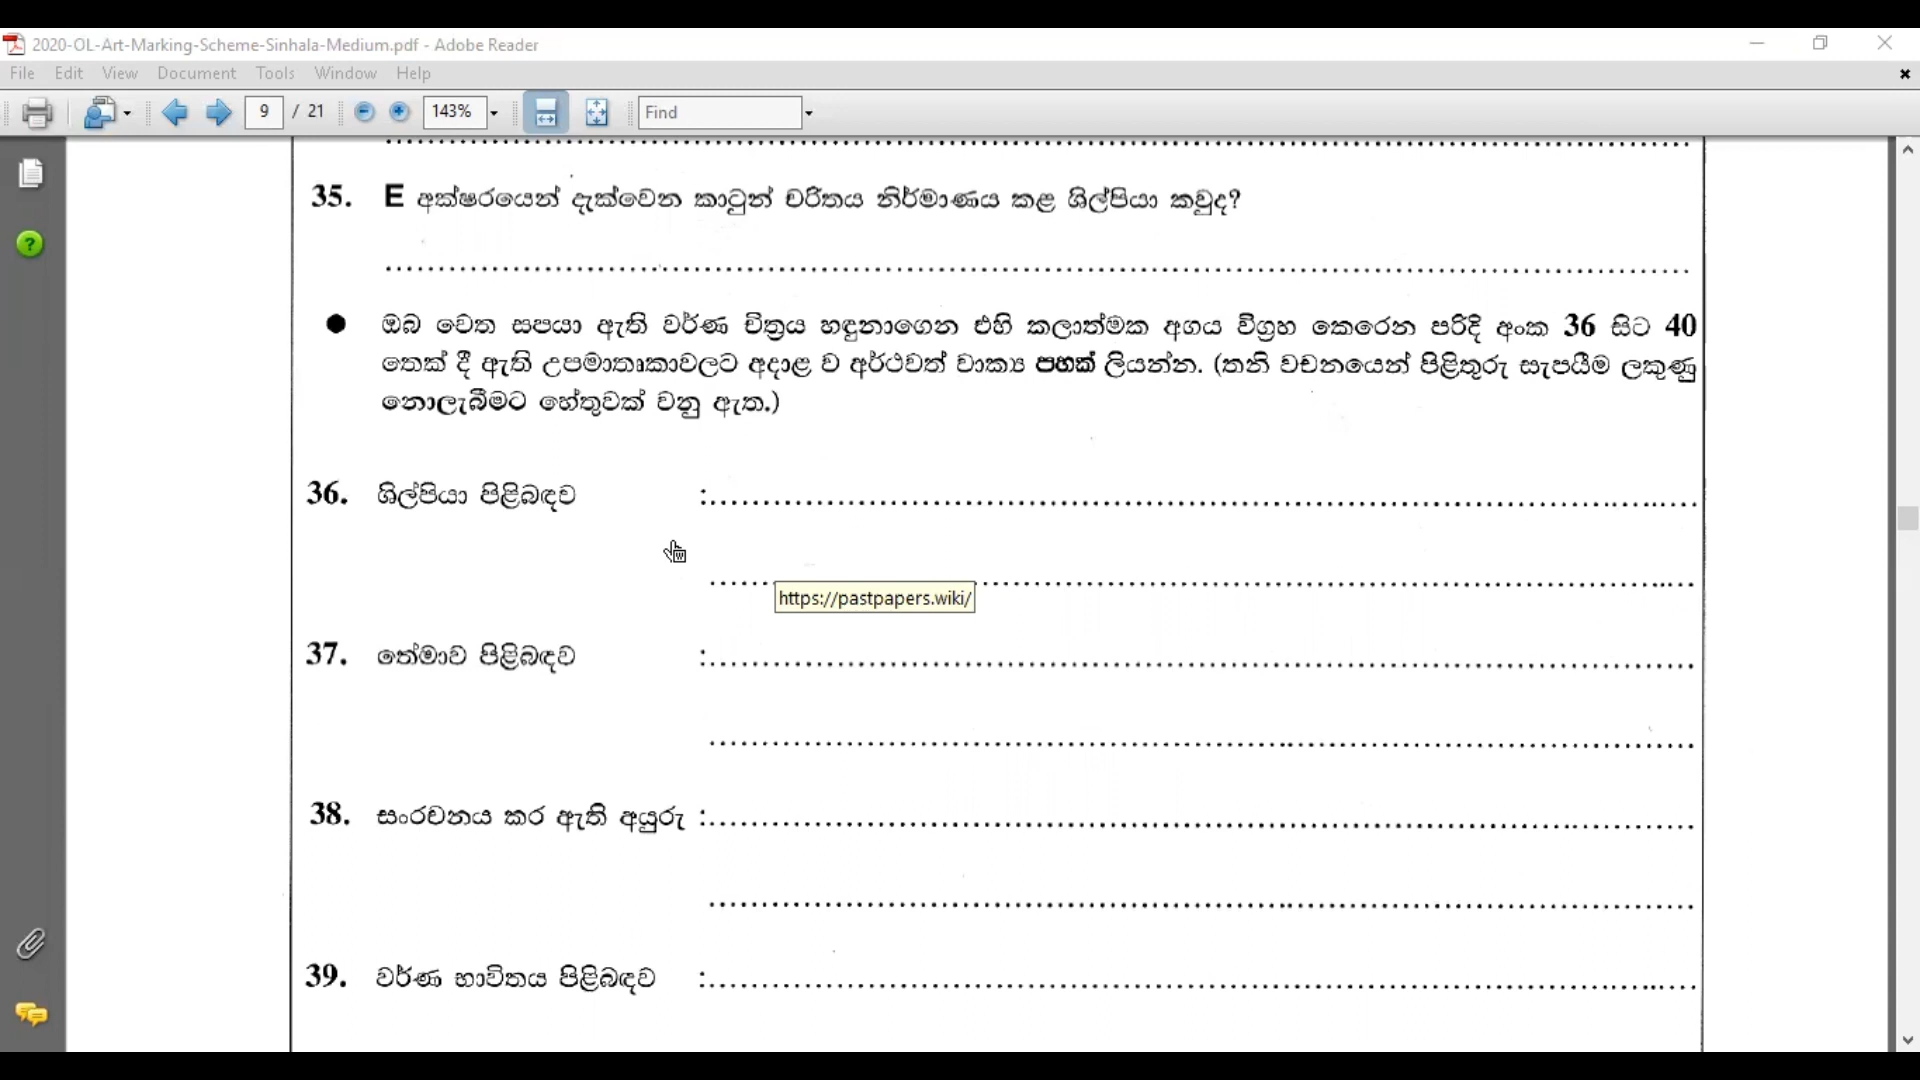 2020-OL-Art-Marking-Scheme-Sinhala-Medium.pdf - Adobe Reader
File Edit View Document Tools Window Help
9 / 21 143% Find
35. E අක්ෂරයෙන් දැක්වෙන කාටුන් චරිතය නිර්මාණය කළ ශිල්පියා කවුද?
● ඔබ වෙත සපයා ඇති වර්ණ චිත්‍රය හඳුනාගෙන එහි කලාත්මක අගය විග්‍රහ කෙරෙන පරිදි අංක 36 සිට 40
තෙක් දී ඇති උපමාතෘකාවලට අදාළ ව අර්ථවත් වාක්‍ය පහක් ලියන්න. (තනි වචනයෙන් පිළිතුරු සැපයීම ලකුණු
නොලැබීමට හේතුවක් වනු ඇත.)
36. ශිල්පියා පිළිබඳව :
https://pastpapers.wiki/
37. තේමාව පිළිබඳව :
38. සංරචනය කර ඇති අයුරු :
39. වර්ණ භාවිතය පිළිබඳව :